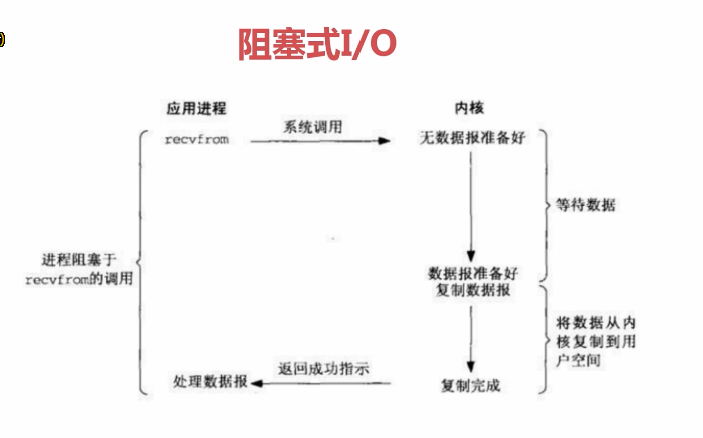 阻塞式I/O
应用进程
内核
recvfrom
系统调用
无数据报准备好
等待数据
进程阻塞于
recvfrom的调用
数据报准备好
复制数据报
将数据从内
核复制到用
户空间
处理数据报
返回成功指示
复制完成